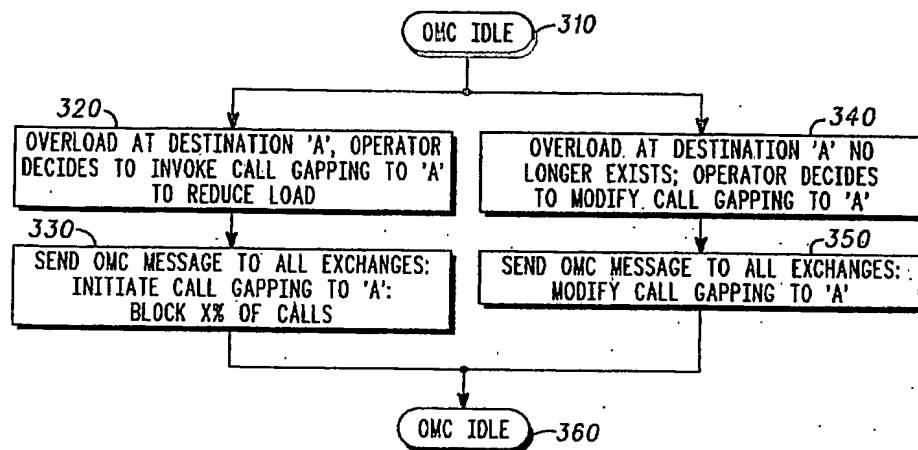 OMC IDLE
310
320
OVERLOAD AT DESTINATION 'A', OPERATOR
DECIDES TO INVOKE CALL GAPPING TO 'A'
TO REDUCE LOAD
340
OVERLOAD AT DESTINATION 'A' NO
LONGER EXISTS; OPERATOR DECIDES
TO MODIFY CALL GAPPING TO 'A'
330
SEND OMC MESSAGE TO ALL EXCHANGES:
INITIATE CALL GAPPING TO 'A':
BLOCK X% OF CALLS
350
SEND OMC MESSAGE TO ALL EXCHANGES:
MODIFY CALL GAPPING TO 'A'
OMC IDLE
360